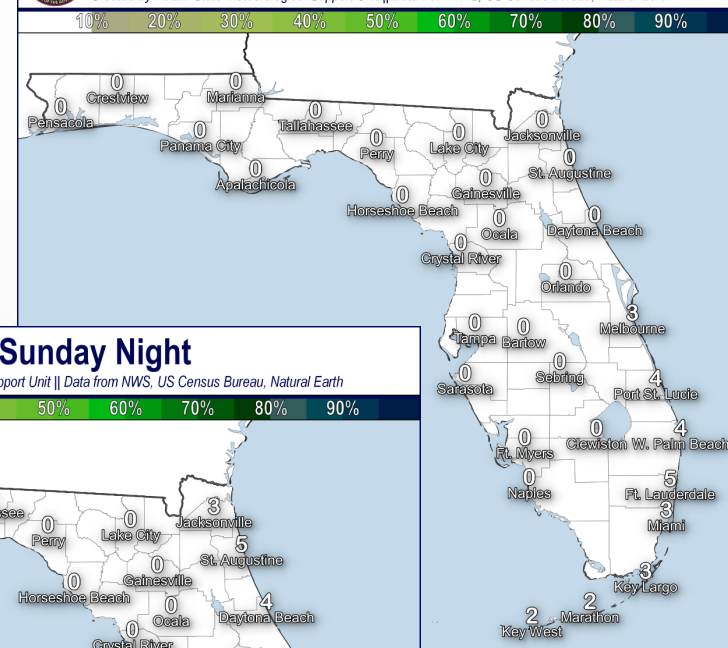 10% 20% 30% 40% 50% 60% 70% 80% 90%
0 0
Crestview Marianna
0
Pensacola
0
Tallahassee
0
Panama City
0
Perry
0
Lake City
0
Jacksonville
0
Apalachicola
0
St. Augustine
0
Gainesville
0
Horseshoe Beach
0
Ocala
0
Daytona Beach
0
Crystal River
0
Orlando
3
Melbourne
0
Tampa
0
Bartow
0
Sebring
0
Sarasota
4
Port St. Lucie
0
Clewiston
4
W. Palm Beach
0
Ft. Myers
0
Naples
5
Ft. Lauderdale
3
Miami
3
Key Largo
2
Marathon
2
Key West
Sunday Night
pport Unit || Data from NWS, US Census Bureau, Natural Earth
50% 60% 70% 80% 90%
3
Jacksonville
ssee
0
Perry
0
Lake City
5
St. Augustine
0
Gainesville
0
Horseshoe Beach
0
Ocala
4
Daytona Beach
0
Crystal River